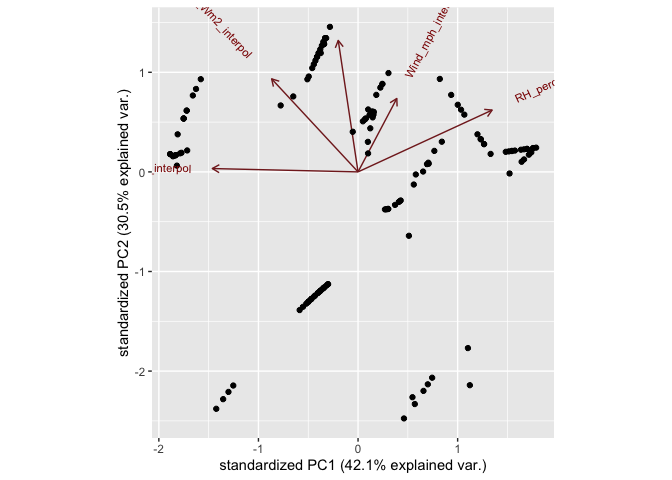 Wm2_interpol
Wind_mph_inte
RH_perc
interpol
1
0
-1
-2
standardized PC2 (30.5% explained var.)
-2
-1
0
1
standardized PC1 (42.1% explained var.)